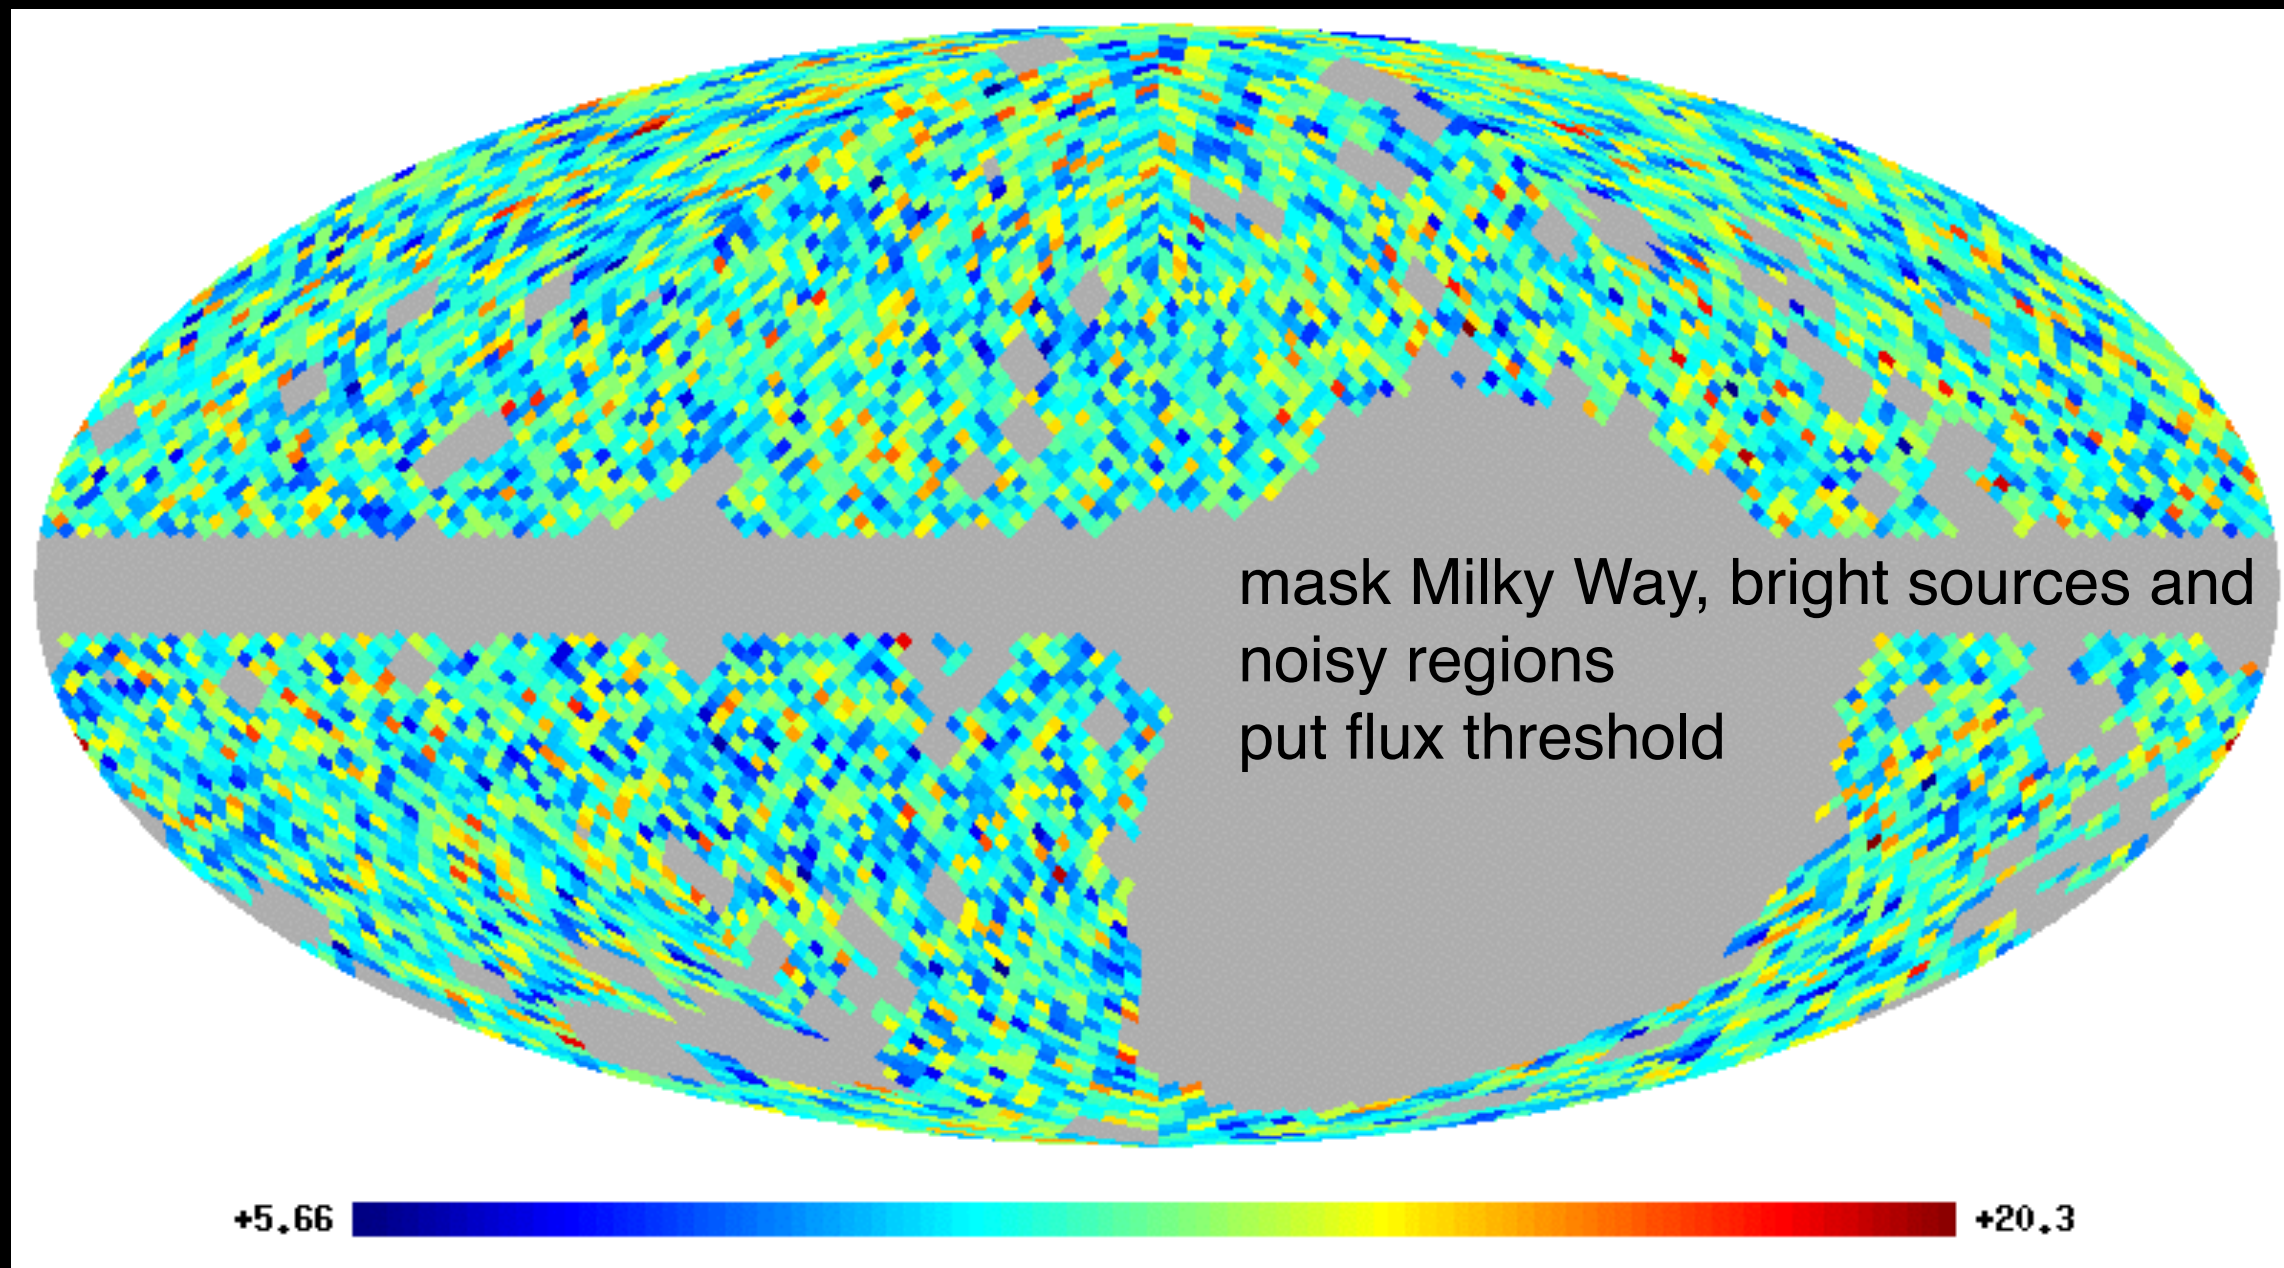 mask Milky Way, bright sources and
noisy regions
put flux threshold
+5.66
+20.3